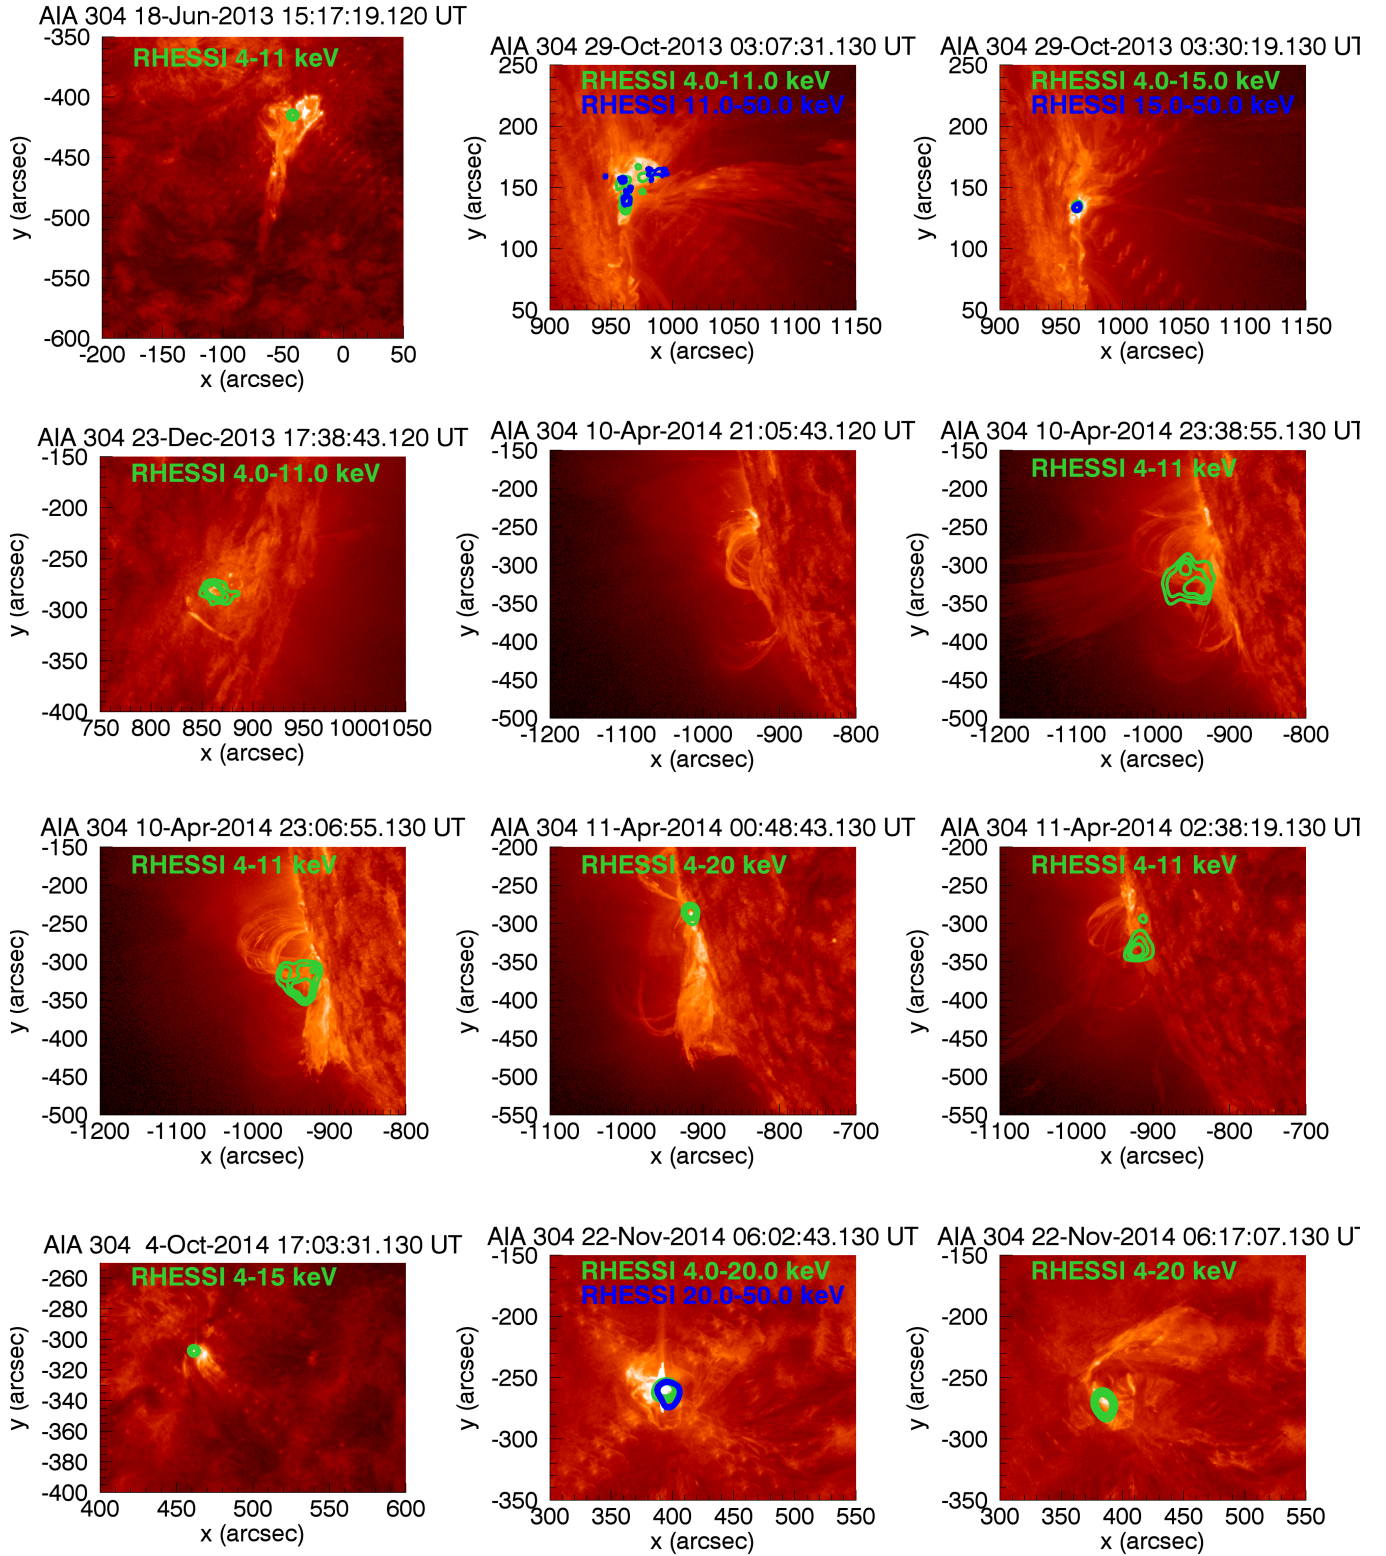 AIA 304 18-Jun-2013 15:17:19.120 UT
RHESSI 4-11 keV
-350
-400
-450
-500
-550
-600
y (arcsec)
-200 -150 -100 -50 0 50
x (arcsec)
AIA 304 29-Oct-2013 03:07:31.130 UT
RHESSI 4.0-11.0 keV
RHESSI 11.0-50.0 keV
250
200
150
100
50
y (arcsec)
900 950 1000 1050 1100 1150
x (arcsec)
AIA 304 29-Oct-2013 03:30:19.130 UT
RHESSI 4.0-15.0 keV
RHESSI 15.0-50.0 keV
250
200
150
100
50
y (arcsec)
900 950 1000 1050 1100 1150
x (arcsec)
AIA 304 23-Dec-2013 17:38:43.120 UT
RHESSI 4.0-11.0 keV
-150
-200
-250
-300
-350
-400
y (arcsec)
750 800 850 900 950 1000 1050
x (arcsec)
AIA 304 10-Apr-2014 21:05:43.120 UT
-150
-200
-250
-300
-350
-400
-450
-500
y (arcsec)
-1200 -1100 -1000 -900 -800
x (arcsec)
AIA 304 10-Apr-2014 23:38:55.130 UT
RHESSI 4-11 keV
-150
-200
-250
-300
-350
-400
-450
-500
y (arcsec)
-1200 -1100 -1000 -900 -800
x (arcsec)
AIA 304 10-Apr-2014 23:06:55.130 UT
RHESSI 4-11 keV
-150
-200
-250
-300
-350
-400
-450
-500
y (arcsec)
-1200 -1100 -1000 -900 -800
x (arcsec)
AIA 304 11-Apr-2014 00:48:43.130 UT
RHESSI 4-20 keV
-200
-250
-300
-350
-400
-450
-500
-550
y (arcsec)
-1100 -1000 -900 -800 -700
x (arcsec)
AIA 304 11-Apr-2014 02:38:19.130 UT
RHESSI 4-11 keV
-200
-250
-300
-350
-400
-450
-500
-550
y (arcsec)
-1100 -1000 -900 -800 -700
x (arcsec)
AIA 304 4-Oct-2014 17:03:31.130 UT
RHESSI 4-15 keV
-260
-280
-300
-320
-340
-360
-380
-400
y (arcsec)
400 450 500 550 600
x (arcsec)
AIA 304 22-Nov-2014 06:02:43.130 UT
RHESSI 4.0-20.0 keV
RHESSI 20.0-50.0 keV
-150
-200
-250
-300
-350
y (arcsec)
300 350 400 450 500 550
x (arcsec)
AIA 304 22-Nov-2014 06:17:07.130 UT
RHESSI 4-20 keV
-150
-200
-250
-300
-350
y (arcsec)
300 350 400 450 500 550
x (arcsec)